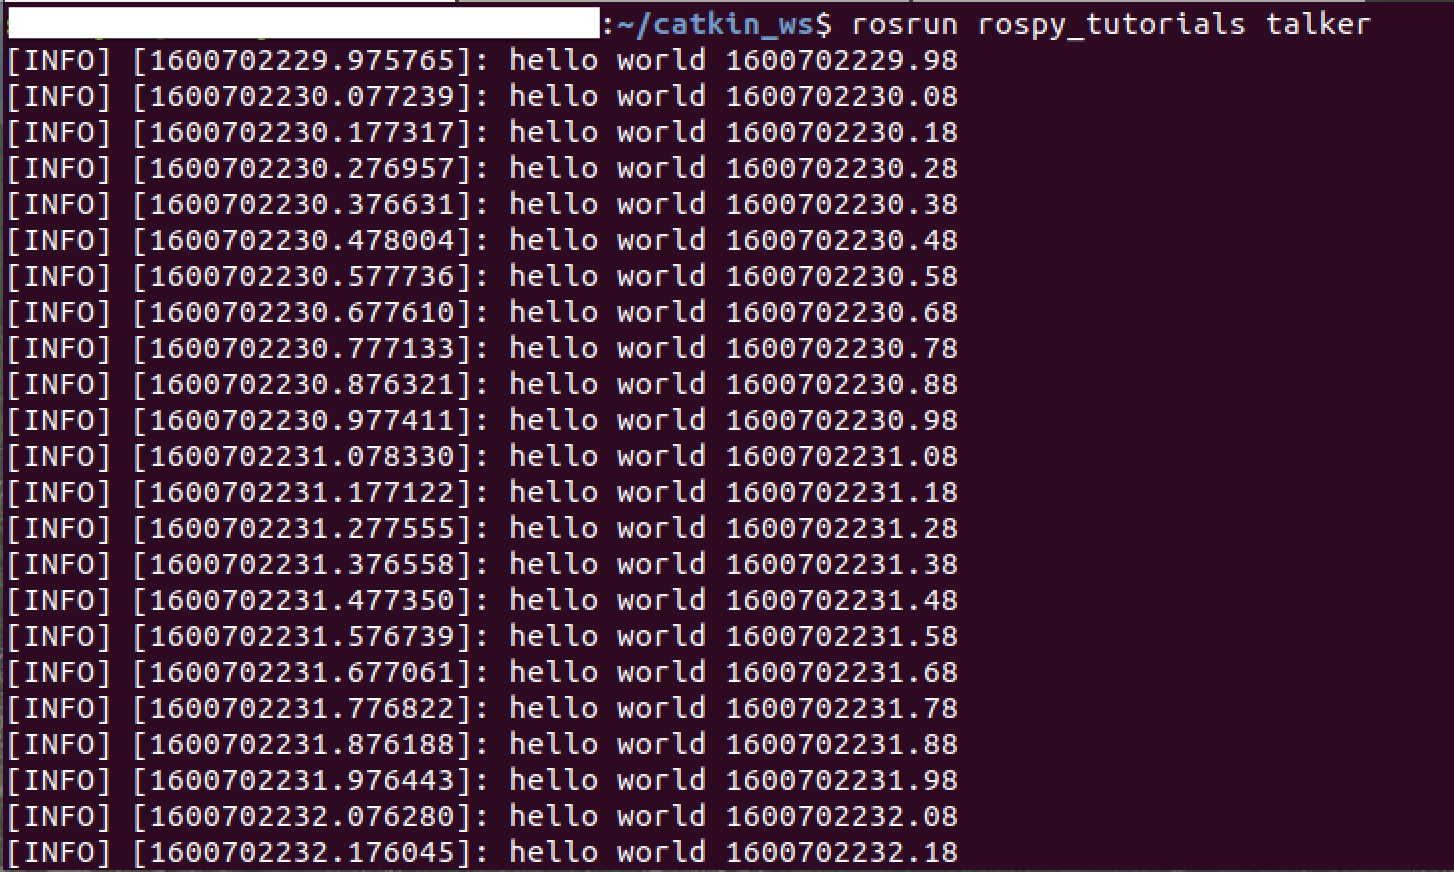 :~/catkin_ws$ rosrun rospy_tutorials talker
[INFO] [1600702229.975765]: hello world 1600702229.98
[INFO] [1600702230.077239]: hello world 1600702230.08
[INFO] [1600702230.177317]: hello world 1600702230.18
[INFO] [1600702230.276957]: hello world 1600702230.28
[INFO] [1600702230.376631]: hello world 1600702230.38
[INFO] [1600702230.478004]: hello world 1600702230.48
[INFO] [1600702230.577736]: hello world 1600702230.58
[INFO] [1600702230.677610]: hello world 1600702230.68
[INFO] [1600702230.777133]: hello world 1600702230.78
[INFO] [1600702230.876321]: hello world 1600702230.88
[INFO] [1600702230.977411]: hello world 1600702230.98
[INFO] [1600702231.078330]: hello world 1600702231.08
[INFO] [1600702231.177122]: hello world 1600702231.18
[INFO] [1600702231.277555]: hello world 1600702231.28
[INFO] [1600702231.376558]: hello world 1600702231.38
[INFO] [1600702231.477350]: hello world 1600702231.48
[INFO] [1600702231.576739]: hello world 1600702231.58
[INFO] [1600702231.677061]: hello world 1600702231.68
[INFO] [1600702231.776822]: hello world 1600702231.78
[INFO] [1600702231.876188]: hello world 1600702231.88
[INFO] [1600702231.976443]: hello world 1600702231.98
[INFO] [1600702232.076280]: hello world 1600702232.08
[INFO] [1600702232.176045]: hello world 1600702232.18